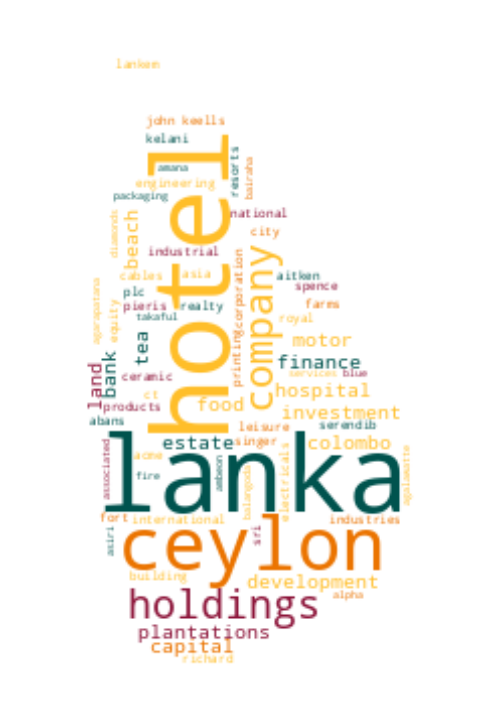 lankem
john keells
kelani
amana
engineering
packaging
hotel
resorts
bairaha
national
beach
diamonds
city
industrial
company
cables
asia
aitken
spence
plc
agarapatana
equity
pieris
realty
takaful
printing
corporation
farms
royal
tea
motor
bank
finance
land
ceramic
services
blue
ct
hospital
products
food
investment
abans
leisure
serendib
lanka
estate
singer
colombo
associated
acme
fire
ambeon
balangoda
electricals
agalawatte
fort
international
industries
asiri
sri
ceylon
building
development
alpha
holdings
plantations
capital
richard